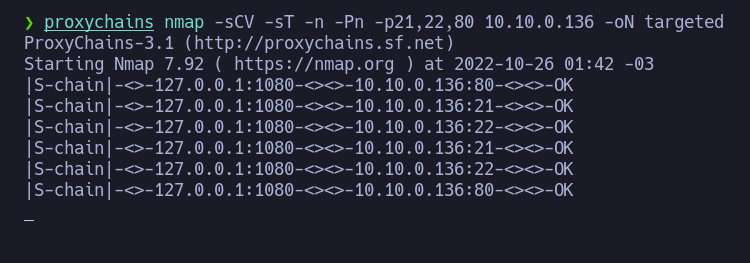 ❯ proxychains nmap -sCV -sT -n -Pn -p21,22,80 10.10.0.136 -oN targeted
ProxyChains-3.1 (http://proxychains.sf.net)
Starting Nmap 7.92 ( https://nmap.org ) at 2022-10-26 01:42 -03
|S-chain|-<>-127.0.0.1:1080-<><>-10.10.0.136:80-<><>-OK
|S-chain|-<>-127.0.0.1:1080-<><>-10.10.0.136:21-<><>-OK
|S-chain|-<>-127.0.0.1:1080-<><>-10.10.0.136:22-<><>-OK
|S-chain|-<>-127.0.0.1:1080-<><>-10.10.0.136:21-<><>-OK
|S-chain|-<>-127.0.0.1:1080-<><>-10.10.0.136:22-<><>-OK
|S-chain|-<>-127.0.0.1:1080-<><>-10.10.0.136:80-<><>-OK